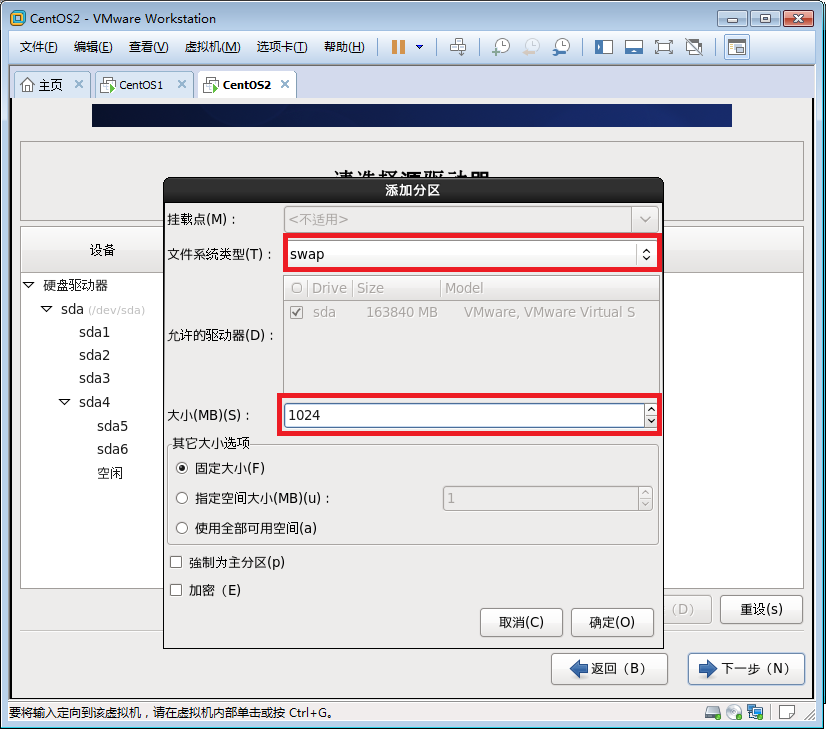 CentOS2 - VMware Workstation
文件(F) 编辑(E) 查看(V) 虚拟机(M) 选项卡(T) 帮助(H)
主页 CentOS1 CentOS2
请选择源驱动器
添加分区
挂载点(M)：
<不适用>
文件系统类型(T)：
swap
设备
Drive Size Model
硬盘驱动器
sda 163840 MB VMware, VMware Virtual S
sda (/dev/sda)
sda1
允许的驱动器(D)：
sda2
sda3
sda4
大小(MB)(S)：
1024
sda5
其它大小选项
sda6
固定大小(F)
空闲
指定空间大小(MB)(u)：
1
使用全部可用空间(a)
強制为主分区(p)
加密（E)
(D)
重设(s)
取消(C)
确定(O)
返回（B）
下一步（N）
要将输入定向到该虚拟机，请在虚拟机内部单击或按 Ctrl+G。